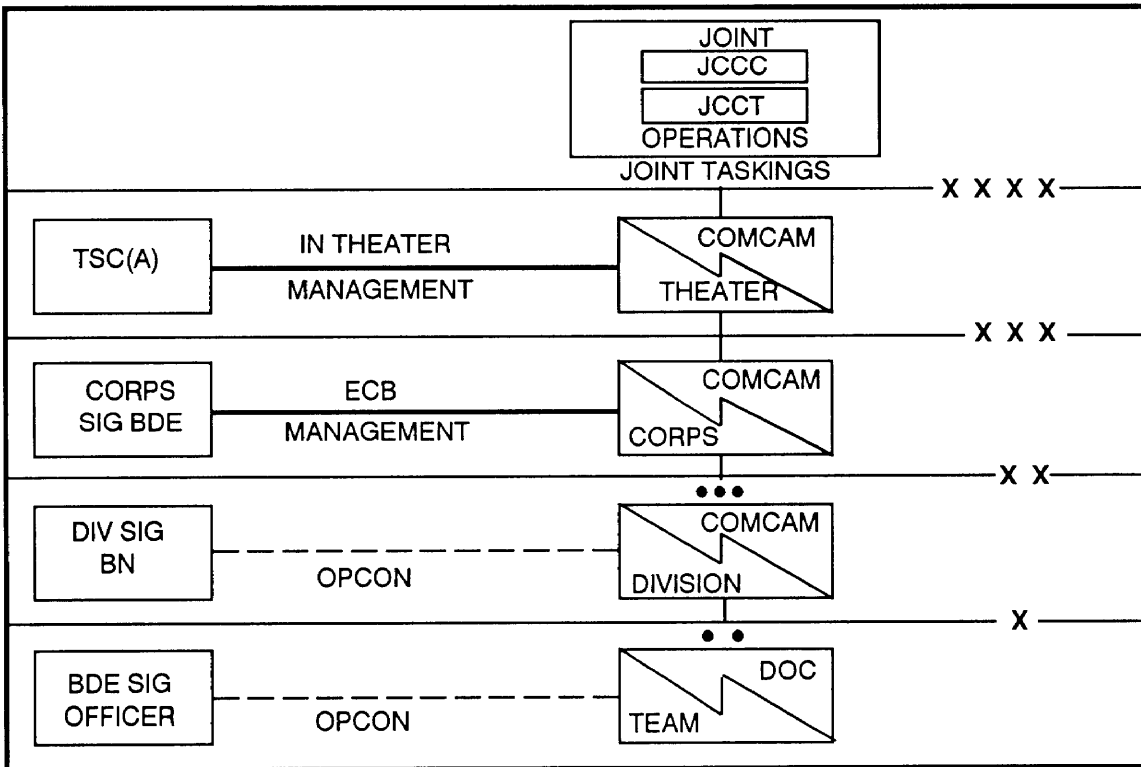 JOINT
JCCC
JCCT
OPERATIONS
JOINT TASKINGS
X X X X
TSC(A)
IN THEATER
MANAGEMENT
COMCAM
THEATER
X X X
CORPS
SIG BDE
ECB
MANAGEMENT
COMCAM
CORPS
X X
DIV SIG
BN
OPCON
COMCAM
DIVISION
X
BDE SIG
OFFICER
OPCON
DOC
TEAM